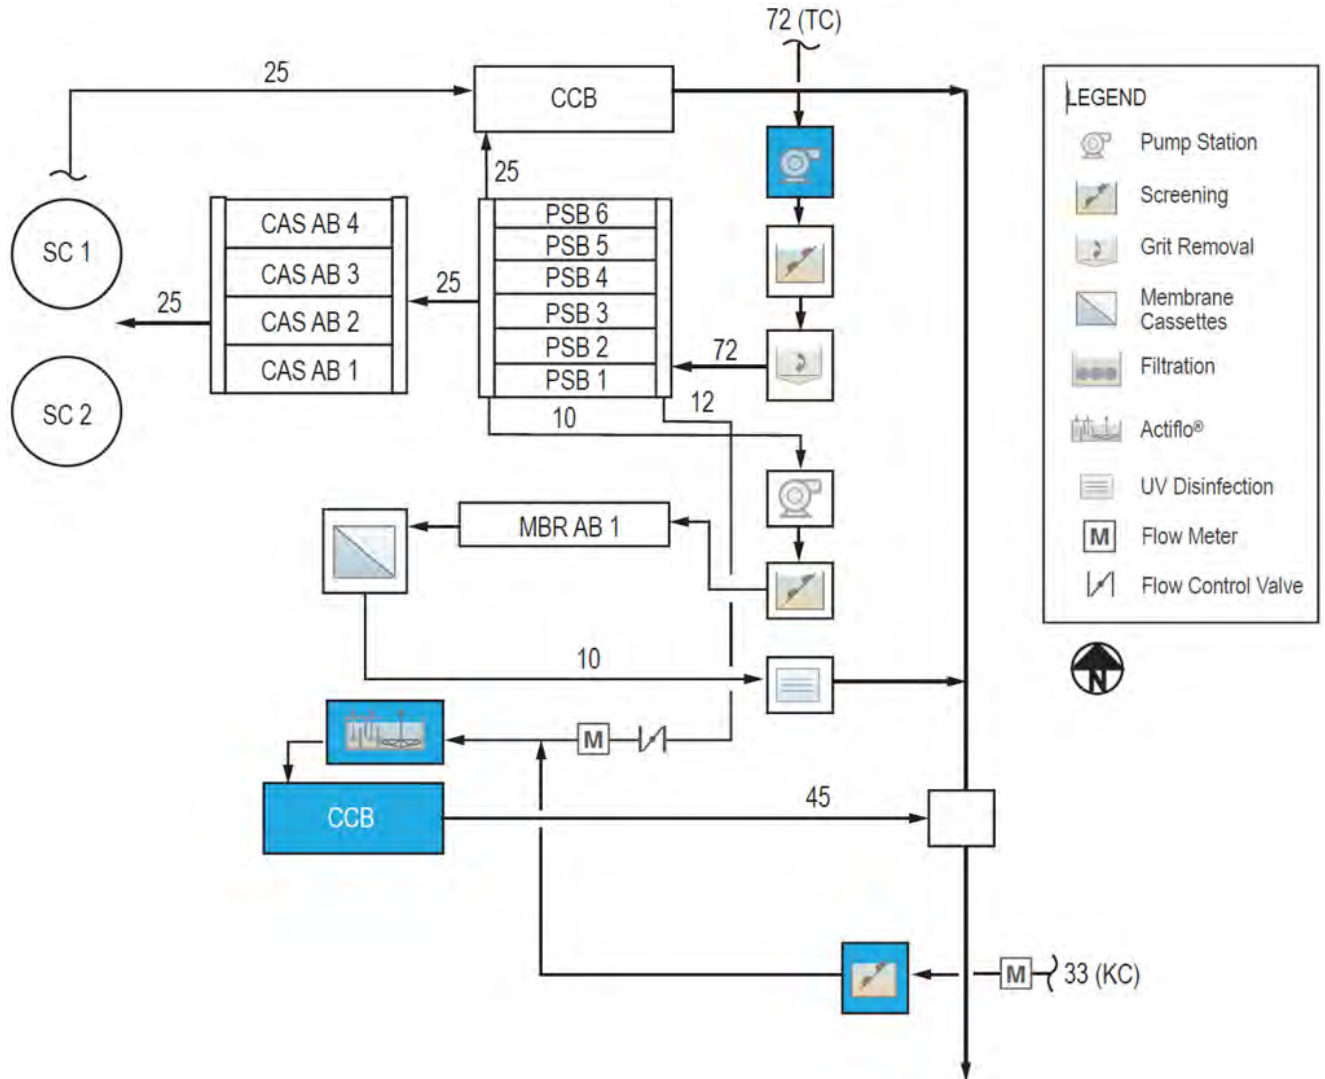 72 (TC)
25
CCB
LEGEND
Pump Station
Screening
Grit Removal
Membrane
Cassettes
Filtration
Actiflo®
UV Disinfection
M
Flow Meter
Flow Control Valve
25
SC 1
CAS AB 4
CAS AB 3
CAS AB 2
CAS AB 1
25
25
PSB 6
PSB 5
PSB 4
PSB 3
PSB 2
PSB 1
72
SC 2
10
12
MBR AB 1
10
M
CCB
45
M
33 (KC)
N